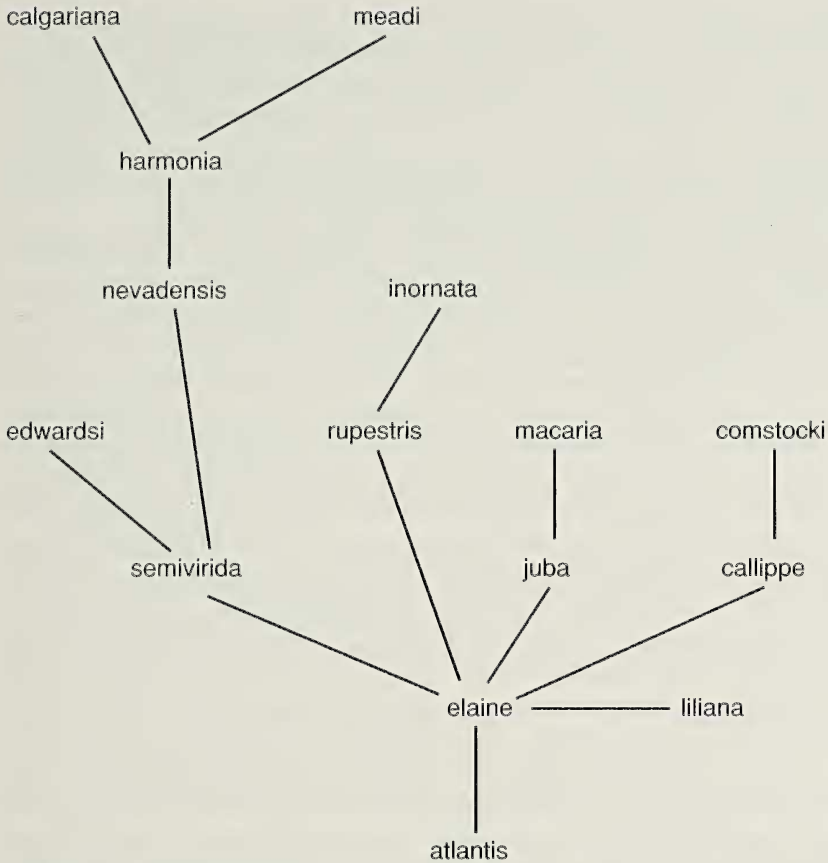 calgariana meadi
harmonia
nevadensis inornata
edwardsi rupestris macaria comstocki
semivirida juba callippe
elaine liliana
atlantis